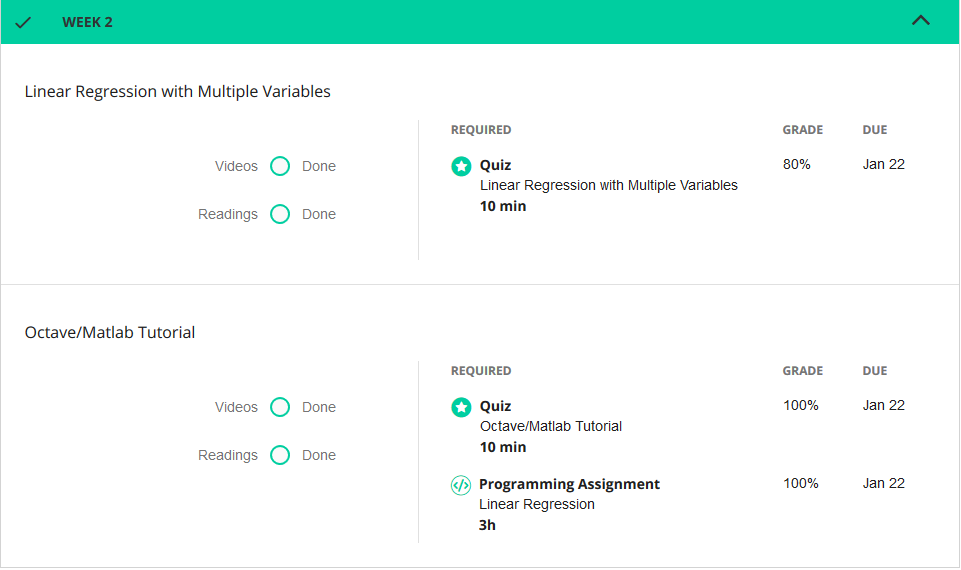 WEEK 2
Linear Regression with Multiple Variables
Videos Done
Readings Done
REQUIRED GRADE DUE
Quiz 80% Jan 22
Linear Regression with Multiple Variables
10 min
Octave/Matlab Tutorial
Videos Done
Readings Done
REQUIRED GRADE DUE
Quiz 100% Jan 22
Octave/Matlab Tutorial
10 min
Programming Assignment 100% Jan 22
Linear Regression
3h